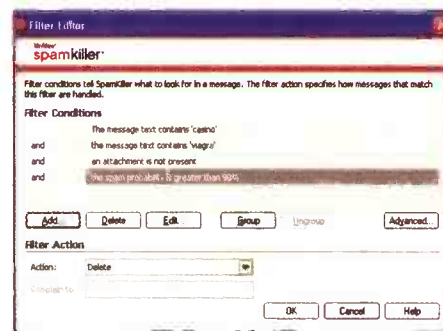 Filter Editor
McAfee
spamkiller
Filter conditions tell SpamKiller what to look for in a message. The filter action specifies how messages that match
this filter are handled.
Filter Conditions
The message text contains 'casino'
and the message text contains 'viagra'
and an attachment is not present
and the spam probabil. is greater than 90%
Add... Delete Edit... Group Ungroup Advanced...
Filter Action
Action: Delete
Complain to
OK Cancel Help